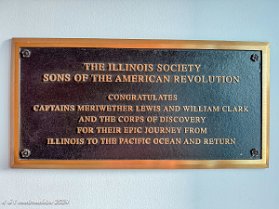 THE ILLINOIS SOCIETY
SONS OF THE AMERICAN REVOLUTION
CONGRATULATES
CAPTAINS MERIWETHER LEWIS AND WILLIAM CLARK
AND THE CORPS OF DISCOVERY
FOR THEIR EPIC JOURNEY FROM
ILLINOIS TO THE PACIFIC OCEAN AND RETURN